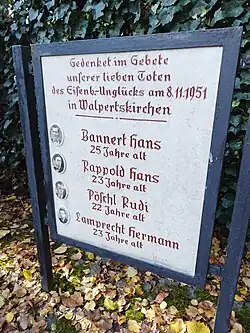 Gedenket im Gebete
unserer lieben Toten
des Eisenb.-Unglücks am 8.11.1951
in Walpertskirchen
Bannert Hans
25 Jahre alt
Rappold Hans
23 Jahre alt
Pöschl Rudi
22 Jahre alt
Lamprecht Hermann
23 Jahre alt